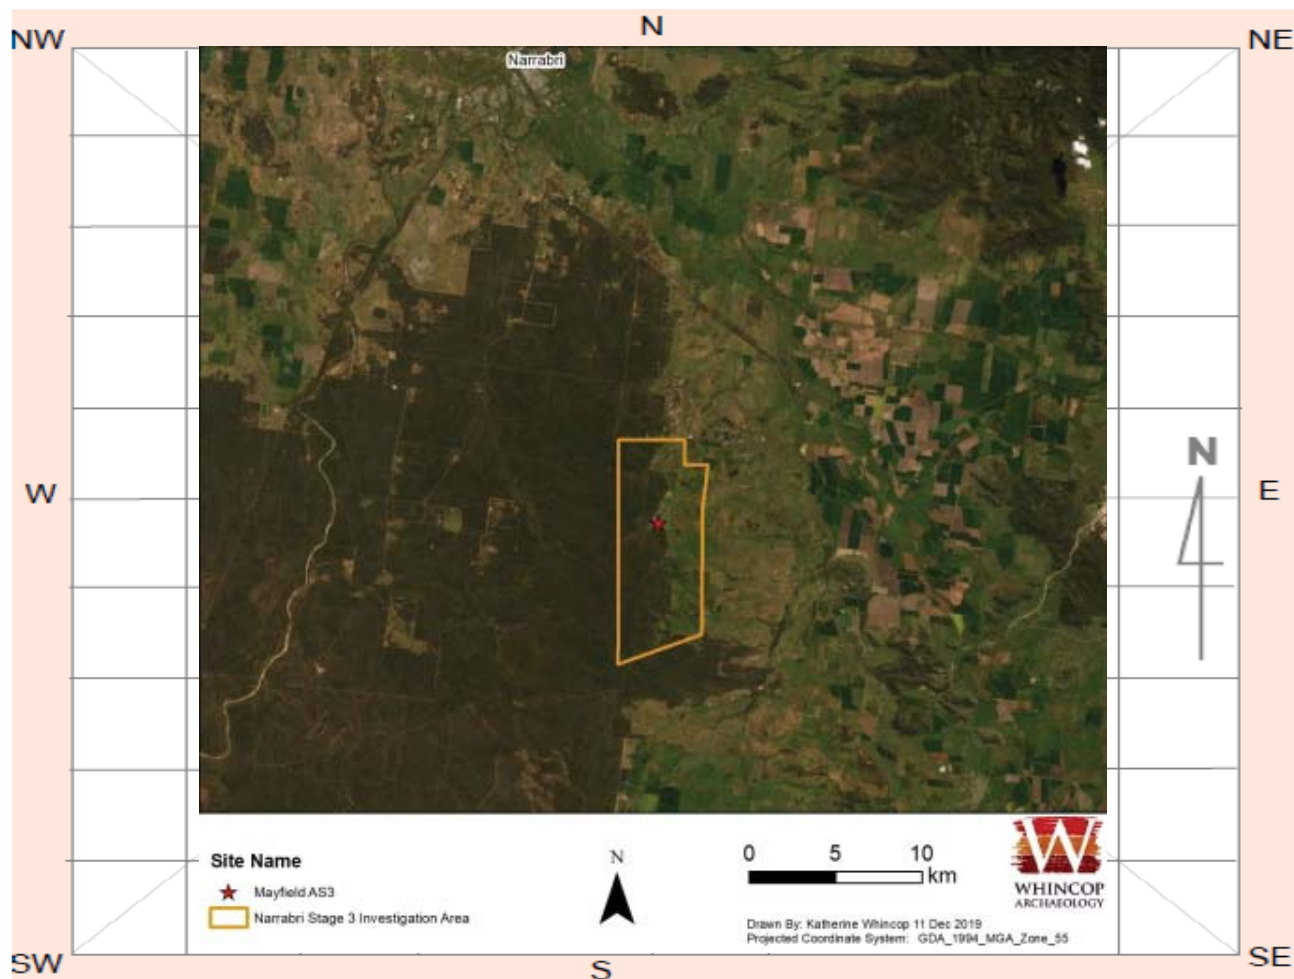 N
NW
NE
Narrabri
N
W
E
Site Name
Mayfield AS3
Narrabri Stage 3 Investigation Area
N
0 5 10
km
Drawn By: Katherine Whincop 11 Dec 2019
Projected Coordinate System: GDA_1994_MGA_Zone_55
W
WHINCOP
ARCHAEOLOGY
SW
S
SE